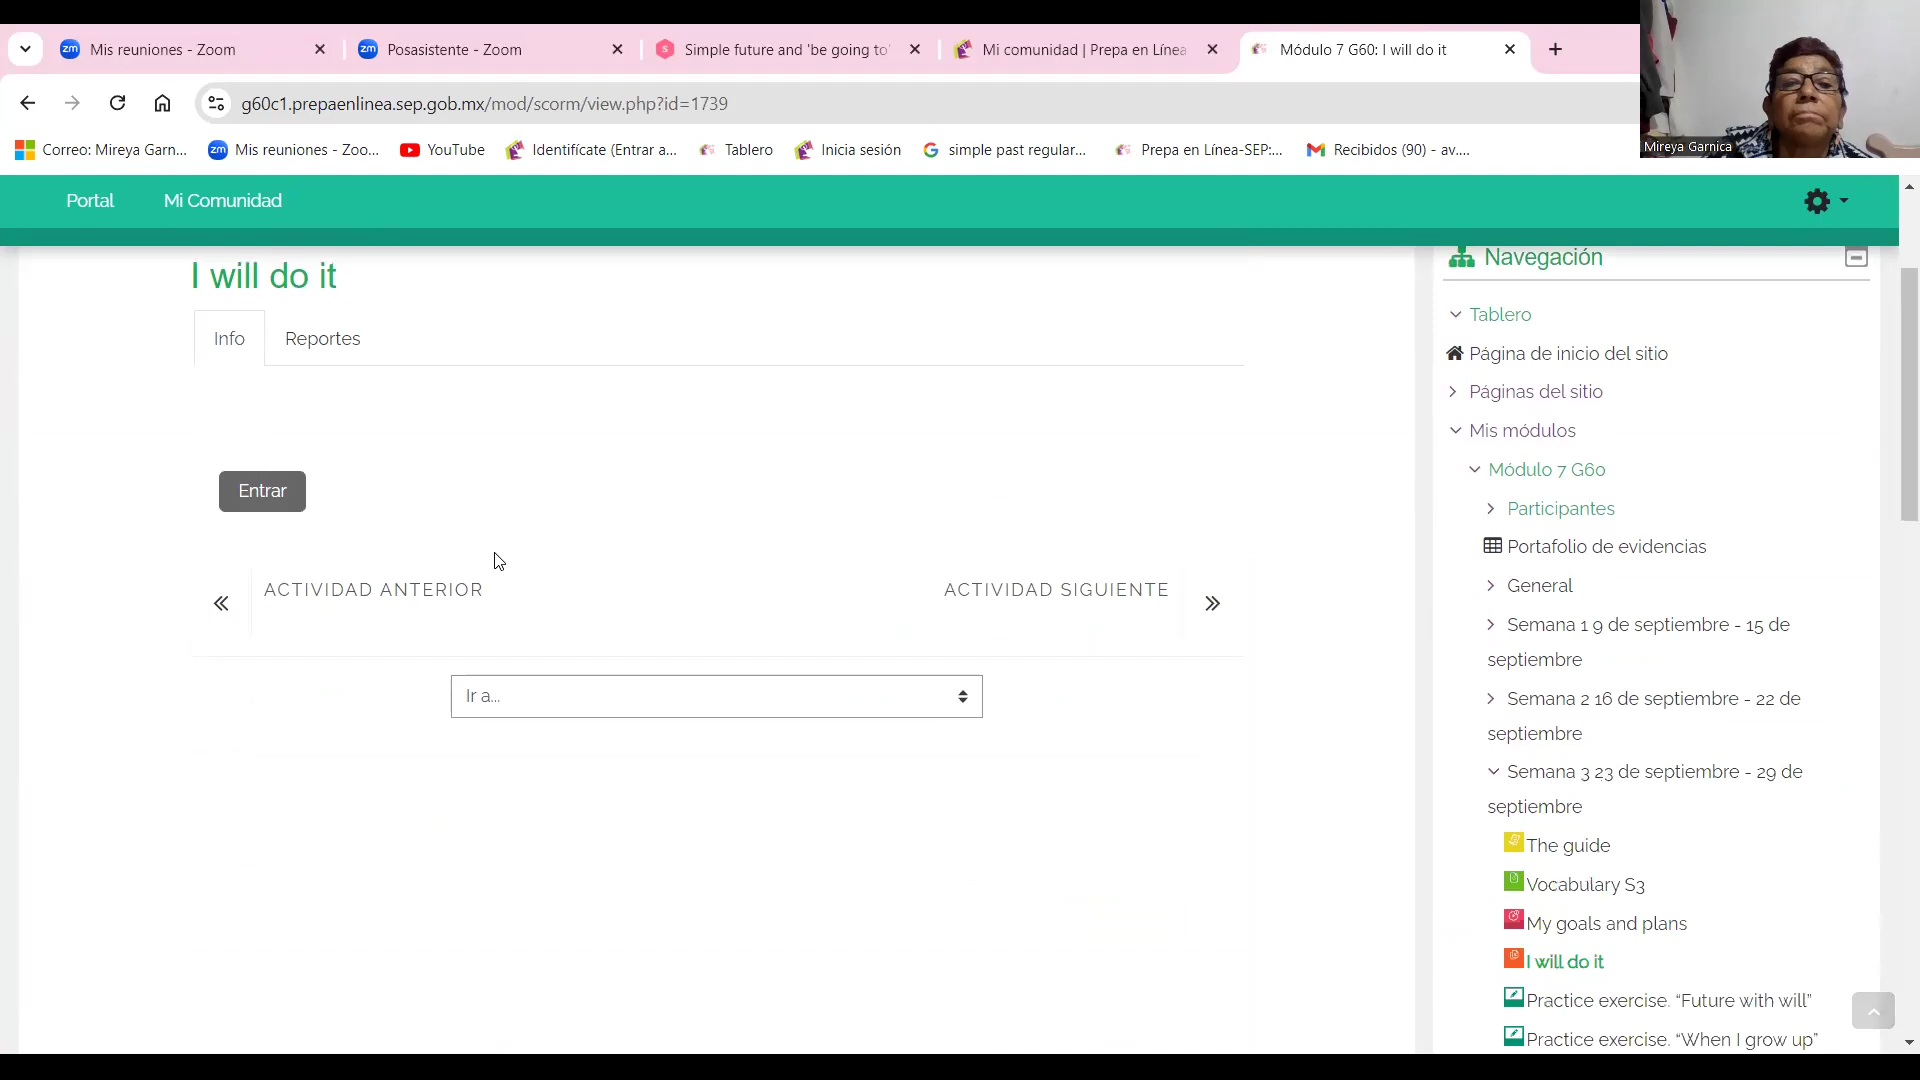 Mis reuniones - Zoom
Posasistente - Zoom
Simple future and 'be going to'
Mi comunidad | Prepa en Línea
Módulo 7 G60: I will do it
g60c1.prepaenlinea.sep.gob.mx/mod/scorm/view.php?id=1739
Correo: Mireya Garn...
Mis reuniones - Zoo...
YouTube
Identifícate (Entrar a...
Tablero
Inicia sesión
simple past regular...
Prepa en Línea-SEP:...
Recibidos (90) - av....
Mireya Garnica
Portal
Mi Comunidad
I will do it
Info
Reportes
Entrar
ACTIVIDAD ANTERIOR
ACTIVIDAD SIGUIENTE
Ir a...
Navegación
Tablero
Página de inicio del sitio
Páginas del sitio
Mis módulos
Módulo 7 G60
Participantes
Portafolio de evidencias
General
Semana 1 9 de septiembre - 15 de
septiembre
Semana 2 16 de septiembre - 22 de
septiembre
Semana 3 23 de septiembre - 29 de
septiembre
The guide
Vocabulary S3
My goals and plans
I will do it
Practice exercise. “Future with will”
Practice exercise. “When I grow up”